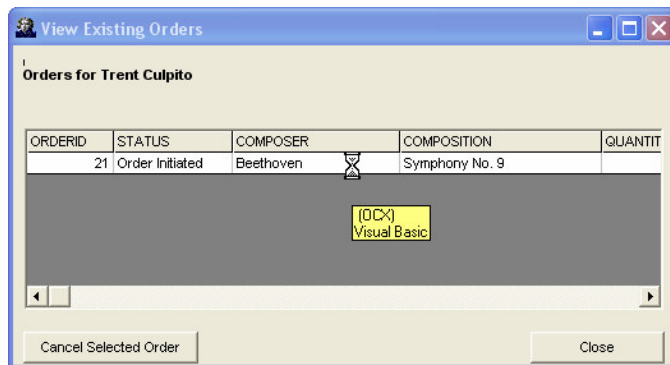 View Existing Orders
Orders for Trent Culpito
ORDERID STATUS COMPOSER COMPOSITION QUANTIT
21 Order Initiated Beethoven Symphony No. 9
(OCX)
Visual Basic
Cancel Selected Order Close